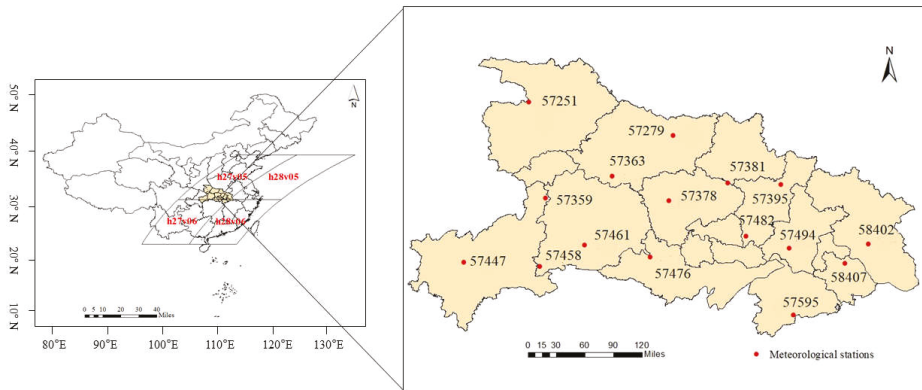 50° N
40° N
30° N
20° N
10° N
80°E
90°E
100°E
110°E
120°E
130°E
N
h27v05
h28v05
h27v06
h28v06
0 5 10 20 30 40
Miles
N
57251
57279
57363
57381
57359
57378
57395
57482
57461
57494
58402
57447
57458
57476
58407
57595
0 15 30 60 90 120
Miles
Meteorological stations